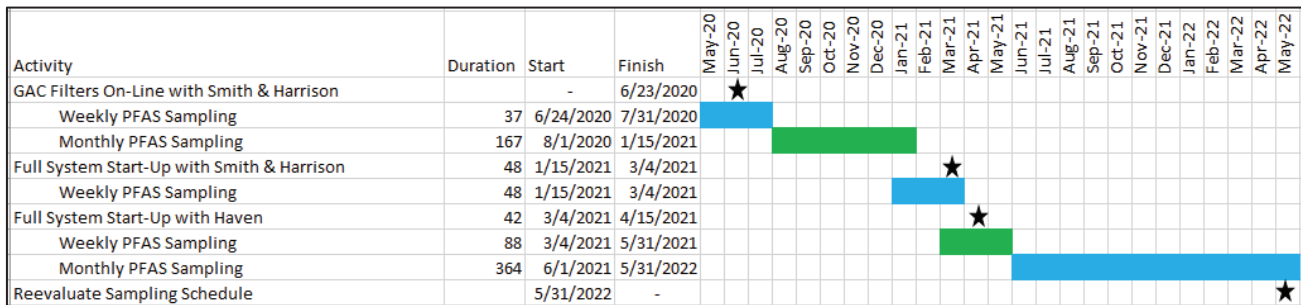 May-20 Jun-20 Jul-20 Aug-20 Sep-20 Oct-20 Nov-20 Dec-20 Jan-21 Feb-21 Mar-21 Apr-21 May-21 Jun-21 Jul-21 Aug-21 Sep-21 Oct-21 Nov-21 Dec-21 Jan-22 Feb-22 Mar-22 Apr-22 May-22
Activity Duration Start Finish
GAC Filters On-Line with Smith & Harrison - 6/23/2020
Weekly PFAS Sampling 37 6/24/2020 7/31/2020
Monthly PFAS Sampling 167 8/1/2020 1/15/2021
Full System Start-Up with Smith & Harrison 48 1/15/2021 3/4/2021
Weekly PFAS Sampling 48 1/15/2021 3/4/2021
Full System Start-Up with Haven 42 3/4/2021 4/15/2021
Weekly PFAS Sampling 88 3/4/2021 5/31/2021
Monthly PFAS Sampling 364 6/1/2021 5/31/2022
Reevaluate Sampling Schedule 5/31/2022 -